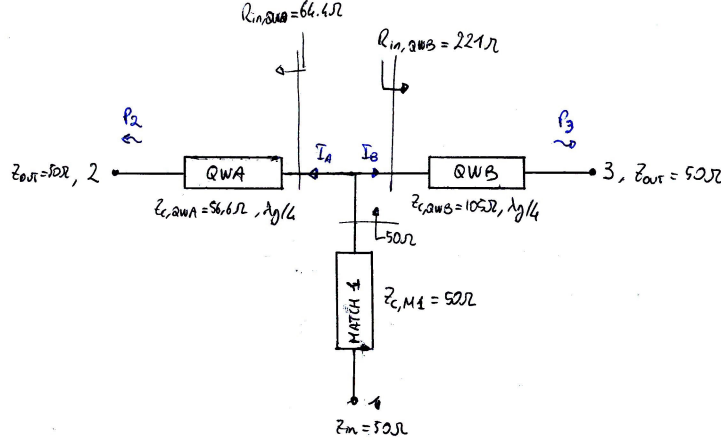 Rin,QWA = 64.4Ω
Rin,QWB = 221Ω
P2
P3
IA
IB
Zout = 50Ω, 2
QWA
QWB
3, Zout = 50Ω
Zc,QWA = 56,6Ω, λg/4
Zc,QWB = 105Ω, λg/4
50Ω
MATCH 1
Zc,M1 = 50Ω
1
Zin = 50Ω